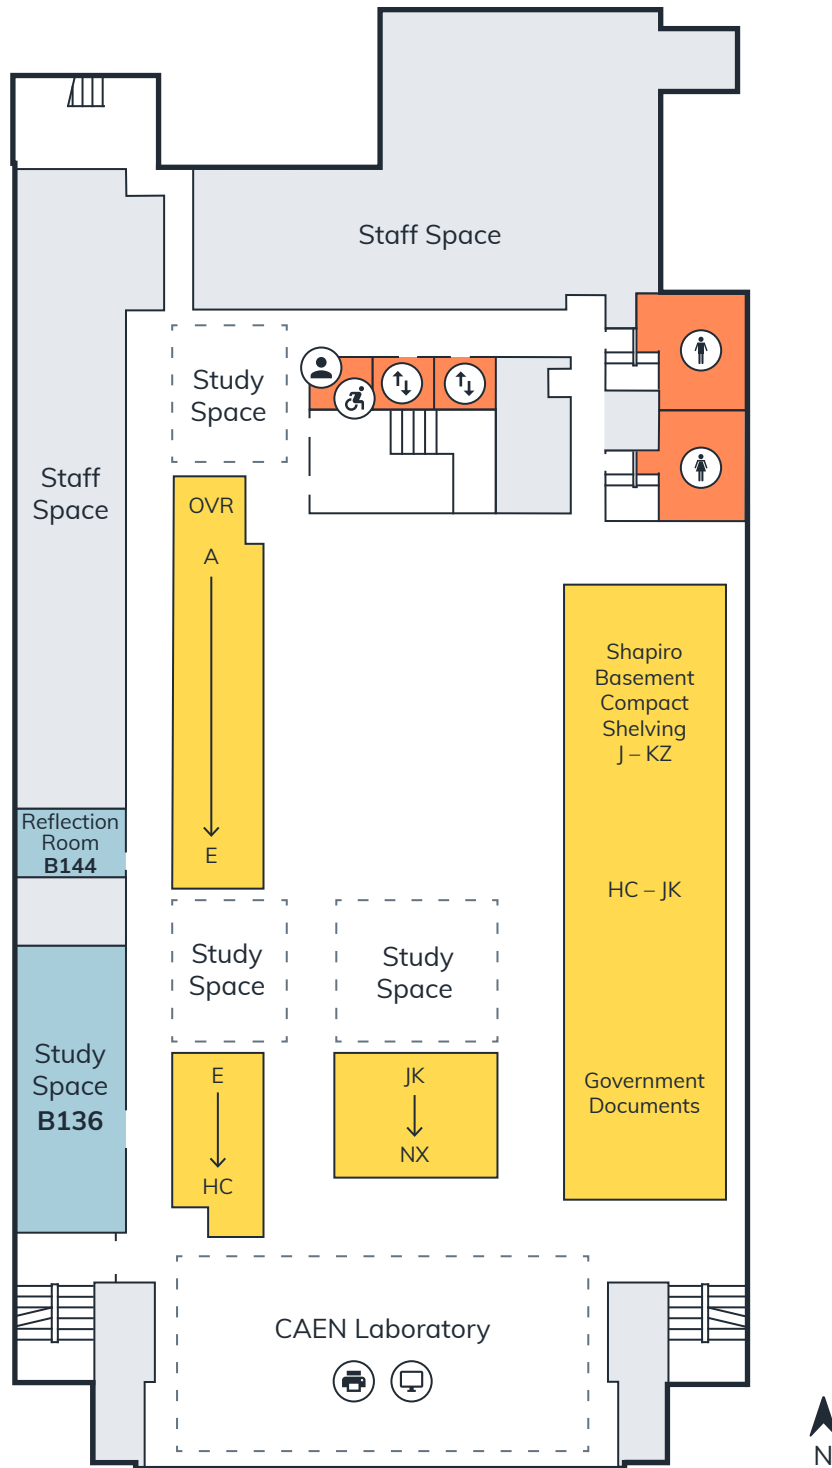 Staff Space
Study
Space
Staff
Space
OVR
A
E
Shapiro
Basement
Compact
Shelving
J – KZ
HC – JK
Government
Documents
Reflection
Room
B144
Study
Space
Study
Space
Study
Space
B136
E
HC
JK
NX
CAEN Laboratory
N